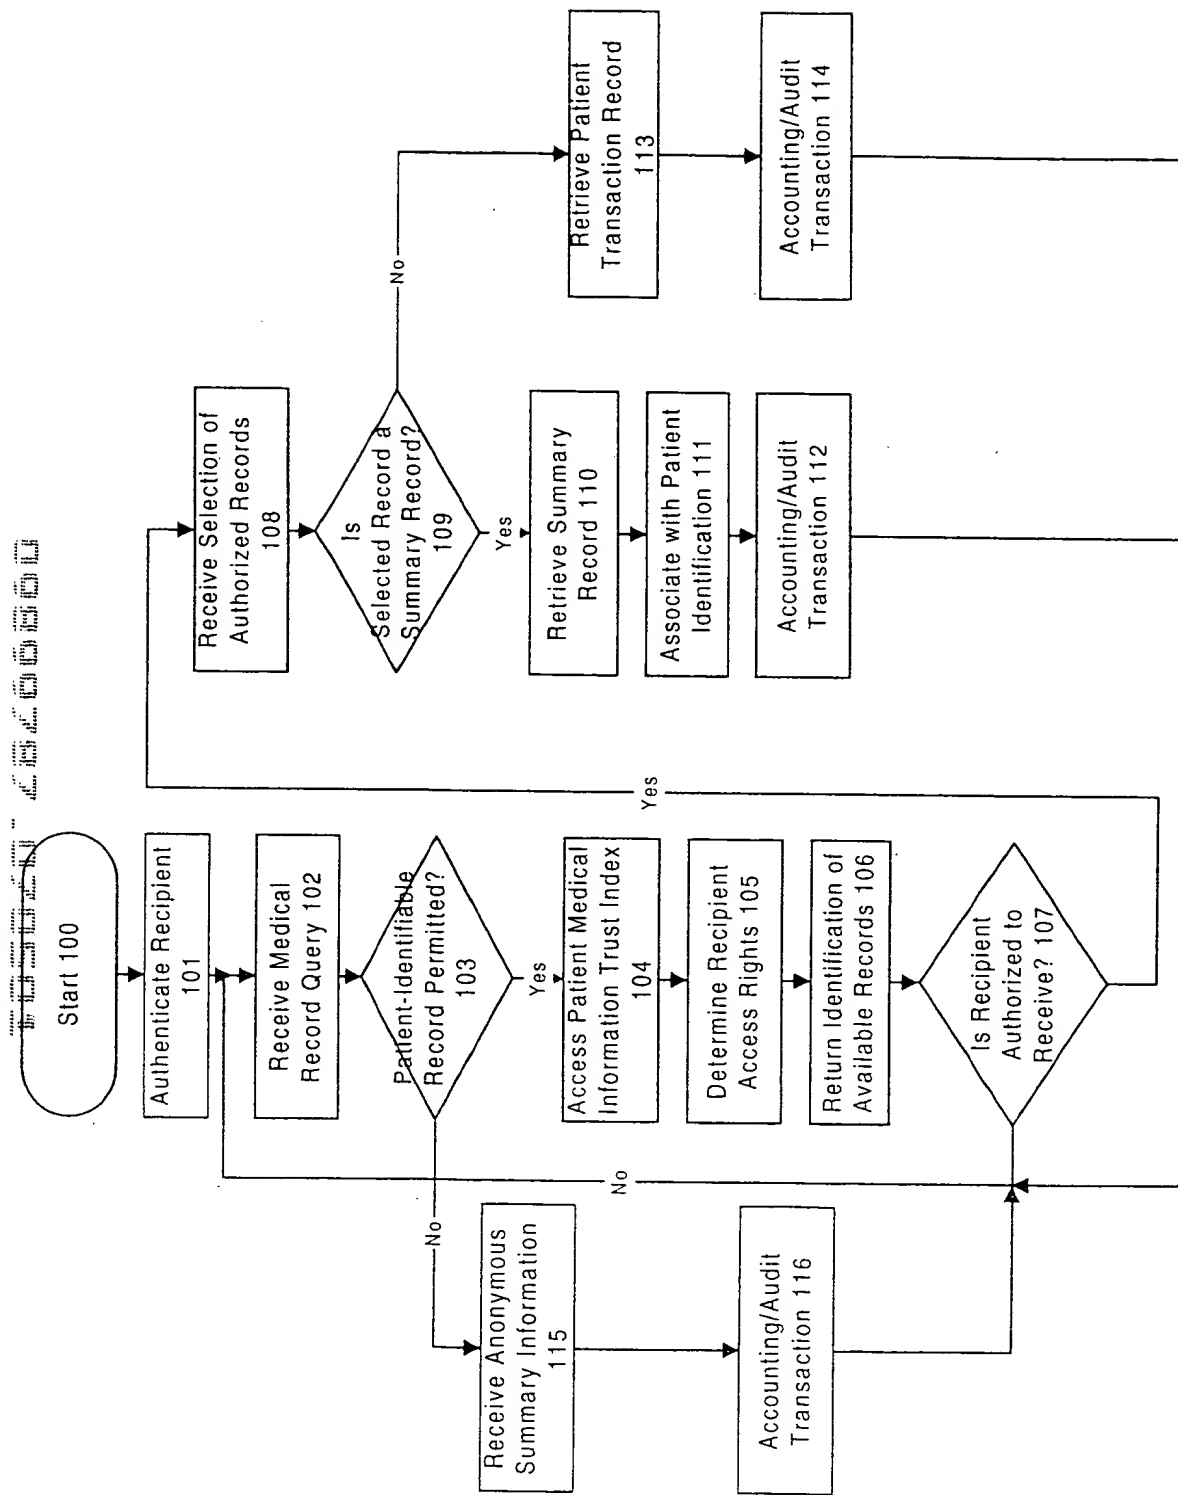 Start 100
Authenticate Recipient
101
Receive Medical
Record Query 102
Patient-Identifiable
Record Permitted?
103
No
Yes
Access Patient Medical
Information Trust Index
104
Determine Recipient
Access Rights 105
Return Identification of
Available Records 106
Is Recipient
Authorized to
Receive? 107
No
Yes
Receive Selection of
Authorized Records
108
Is
Selected Record a
Summary Record?
109
Yes
No
Retrieve Summary
Record 110
Associate with Patient
Identification 111
Accounting/Audit
Transaction 112
Retrieve Patient
Transaction Record
113
Accounting/Audit
Transaction 114
Receive Anonymous
Summary Information
115
Accounting/Audit
Transaction 116